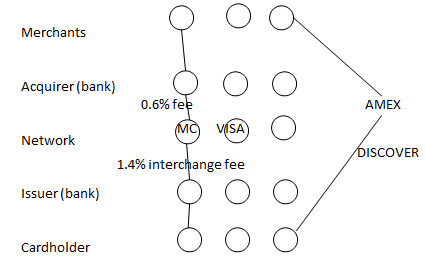 Merchants
Acquirer (bank)
0.6% fee
AMEX
MC VISA
Network
DISCOVER
1.4% interchange fee
Issuer (bank)
Cardholder